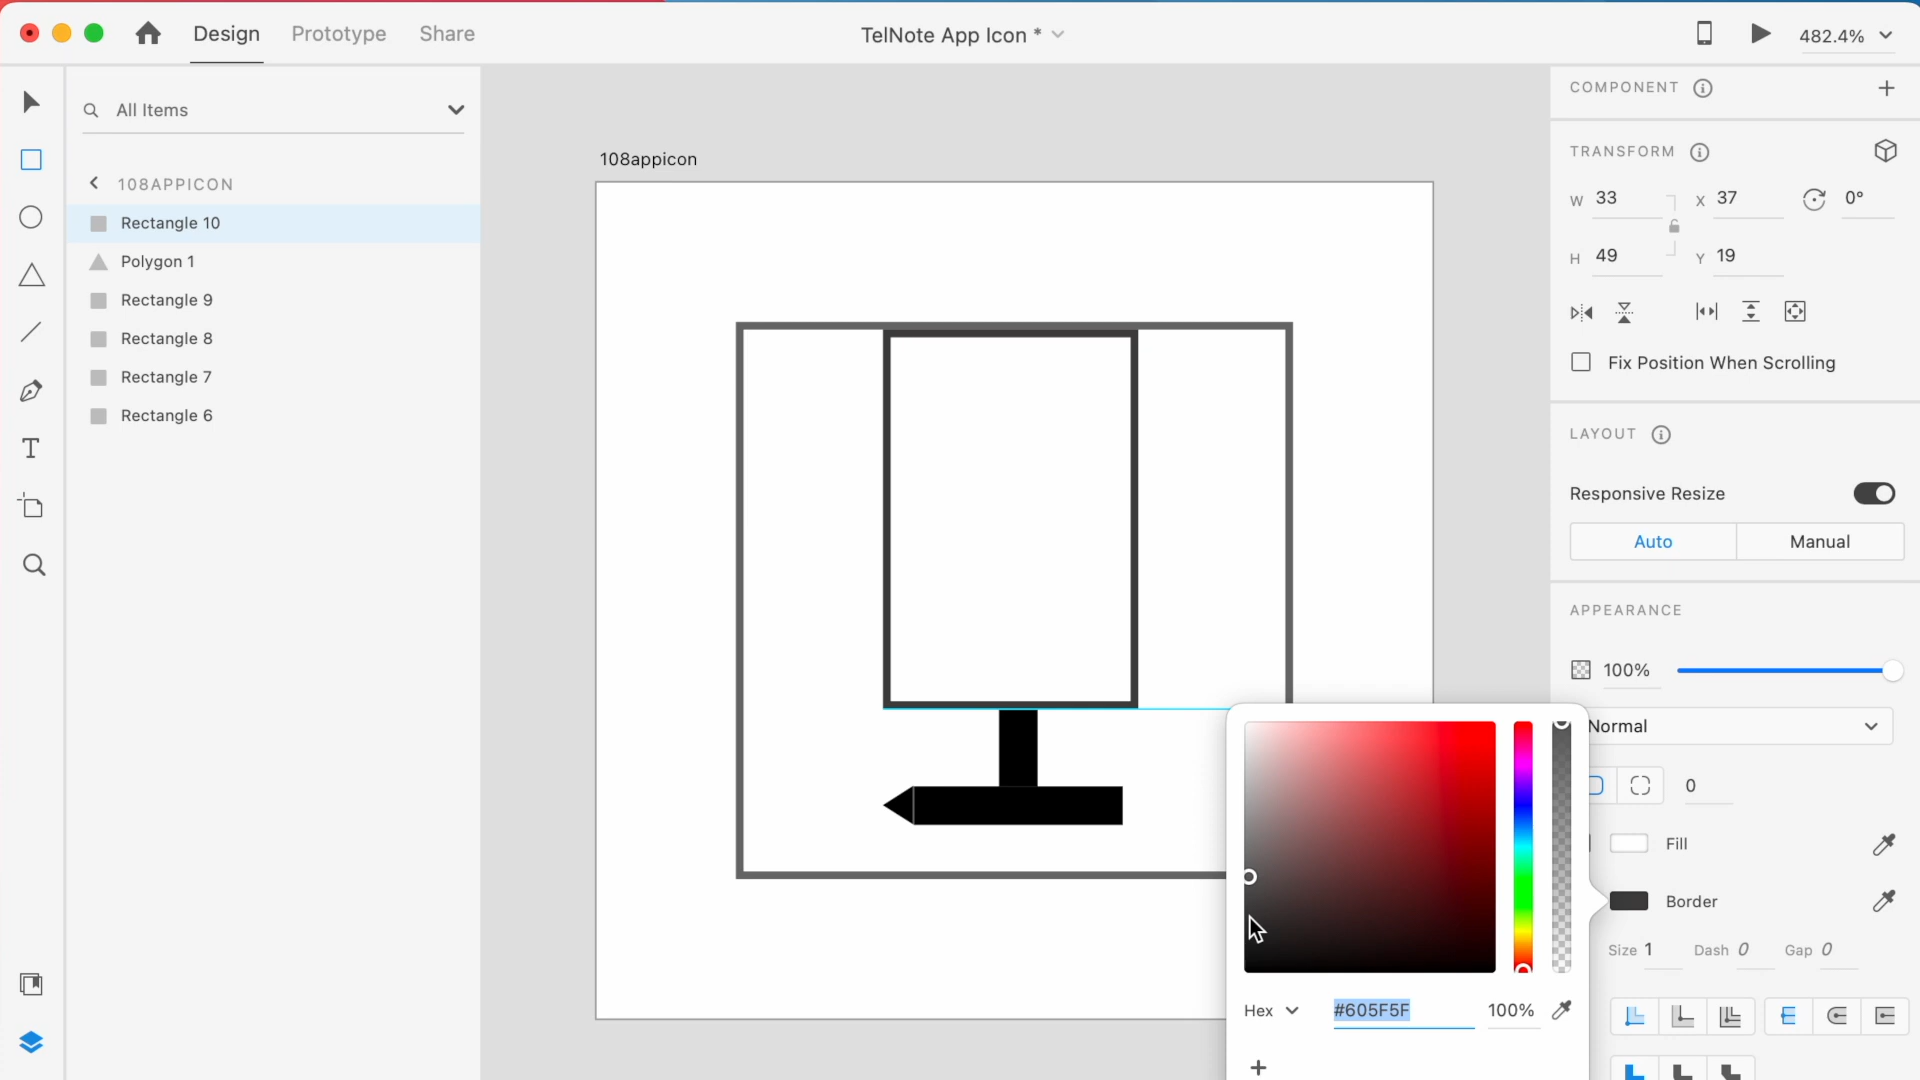 Design Prototype Share TelNote App Icon * 482.4%
All Items
108APPICON
Rectangle 10
Polygon 1
Rectangle 9
Rectangle 8
Rectangle 7
Rectangle 6
108appicon
COMPONENT
TRANSFORM
W 33 X 37 0°
H 49 Y 19
Fix Position When Scrolling
LAYOUT
Responsive Resize
Auto Manual
APPEARANCE
100%
Normal
0
Fill
Border
Size 1 Dash 0 Gap 0
Hex #605F5F 100%